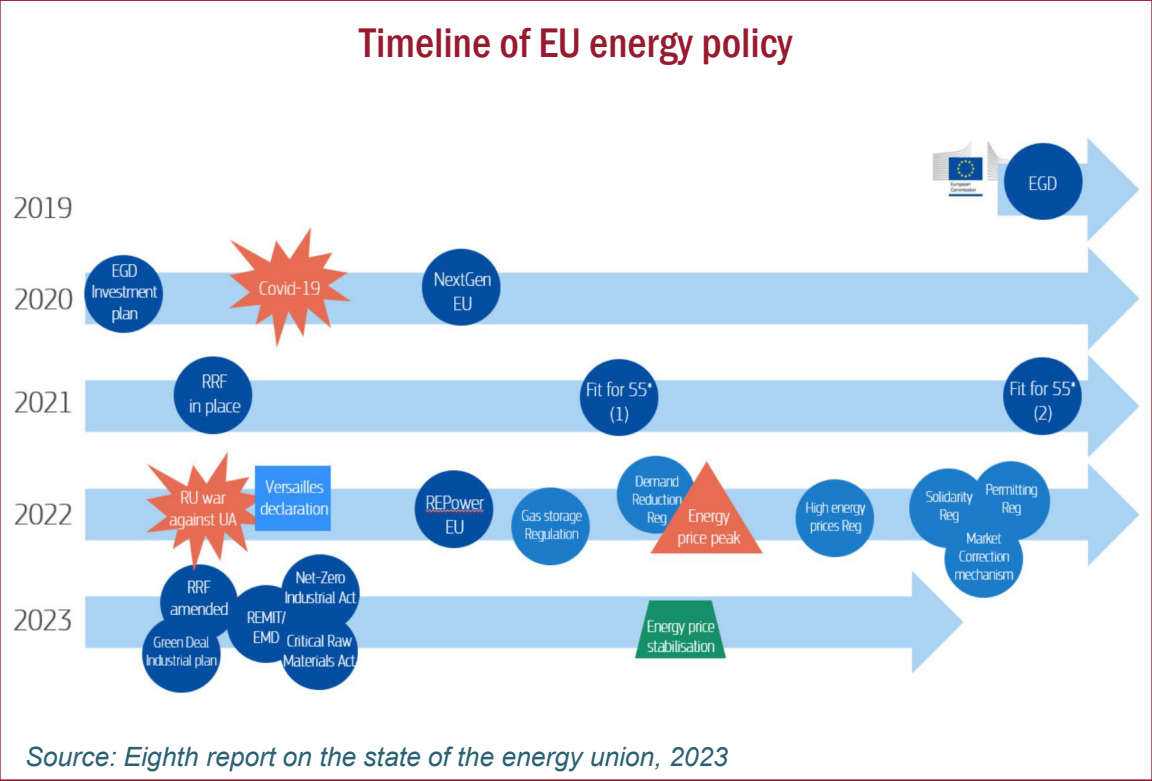 Timeline of EU energy policy
2019
European
Commission
EGD
2020
EGD
Investment
plan
Covid-19
NextGen
EU
2021
RRF
in place
Fit for 55*
(1)
Fit for 55*
(2)
2022
RU war
against UA
Versailles
declaration
REPower
EU
Gas storage
Regulation
Demand
Reduction
Reg
Energy
price peak
High energy
prices Reg
Solidarity
Reg
Permitting
Reg
Market
Correction
mechanism
2023
RRF
amended
Green Deal
Industrial plan
REMIT/
EMD
Net-Zero
Industrial Act
Critical Raw
Materials Act
Energy price
stabilisation
Source: Eighth report on the state of the energy union, 2023